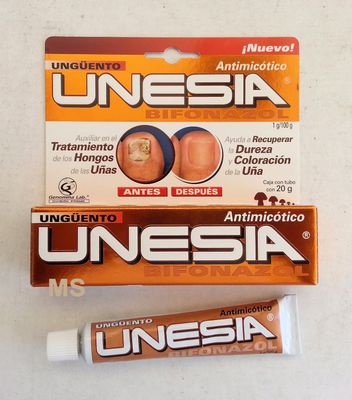 ¡Nuevo!
UNGÜENTO Antimicótico
UNESIA®
BIFONAZOL
1 g/100 g
Auxiliar en el
Tratamiento
de los Hongos
de las Uñas
ANTES DESPUÉS
Ayuda a Recuperar
la Dureza
y Coloración
de la Uña
Caja con tubo
con 20 g
Genomma Lab.®
UNGÜENTO Antimicótico
UNESIA®
BIFONAZOL
MS
UNGÜENTO Antimicótico
UNESIA®
BIFONAZOL